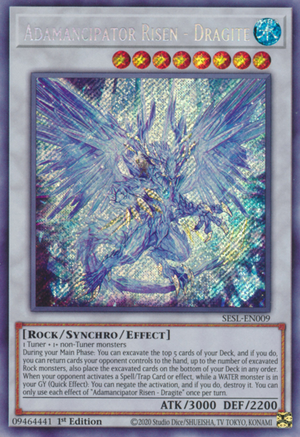 Adamancipator Risen - Dragite
SESL-EN009
[Rock/Synchro/Effect]
1 Tuner + 1+ non-Tuner monsters
During your Main Phase: You can excavate the top 5 cards of your Deck, and if you do,
you can return cards your opponent controls to the hand, up to the number of excavated
Rock monsters, also place the excavated cards on the bottom of your Deck in any order.
When your opponent activates a Spell/Trap Card or effect, while a WATER monster is in
your GY (Quick Effect): You can negate the activation, and if you do, destroy it. You can
only use each effect of "Adamancipator Risen - Dragite" once per turn.
ATK/3000 DEF/2200
09464441 1st Edition ©2020 Studio Dice/SHUEISHA, TV TOKYO, KONAMI